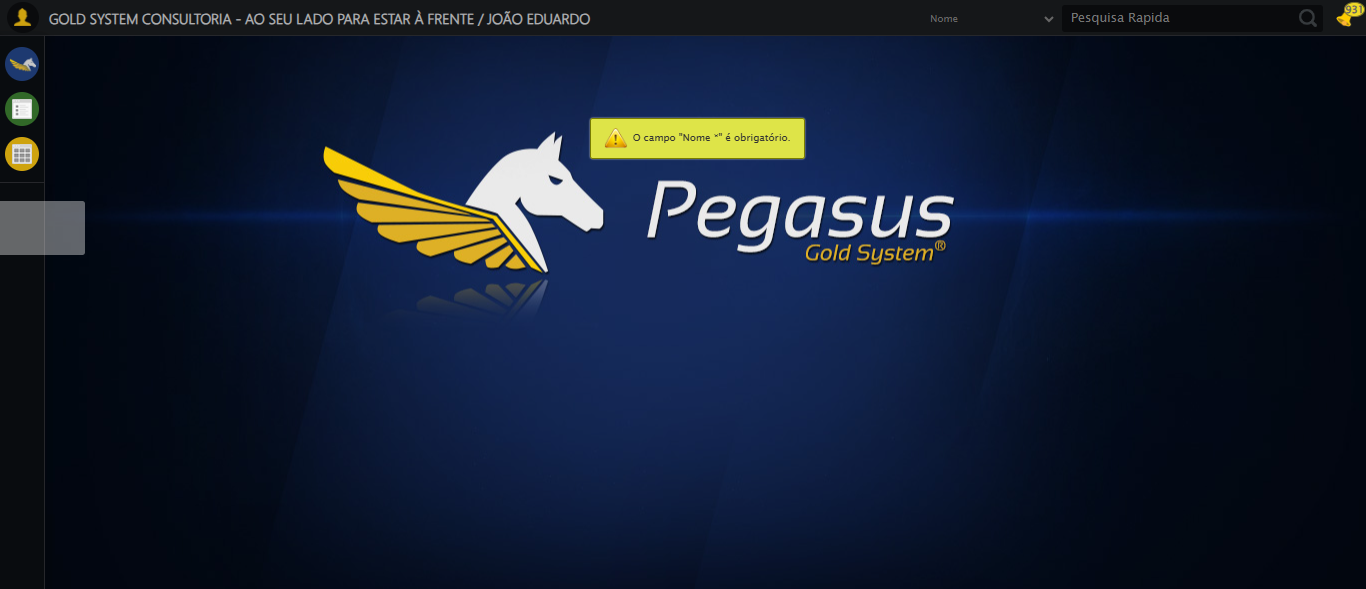 GOLD SYSTEM CONSULTORIA - AO SEU LADO PARA ESTAR À FRENTE / JOÃO EDUARDO
Nome
Pesquisa Rapida
931
O campo "Nome *" é obrigatório.
Pegasus
Gold System®